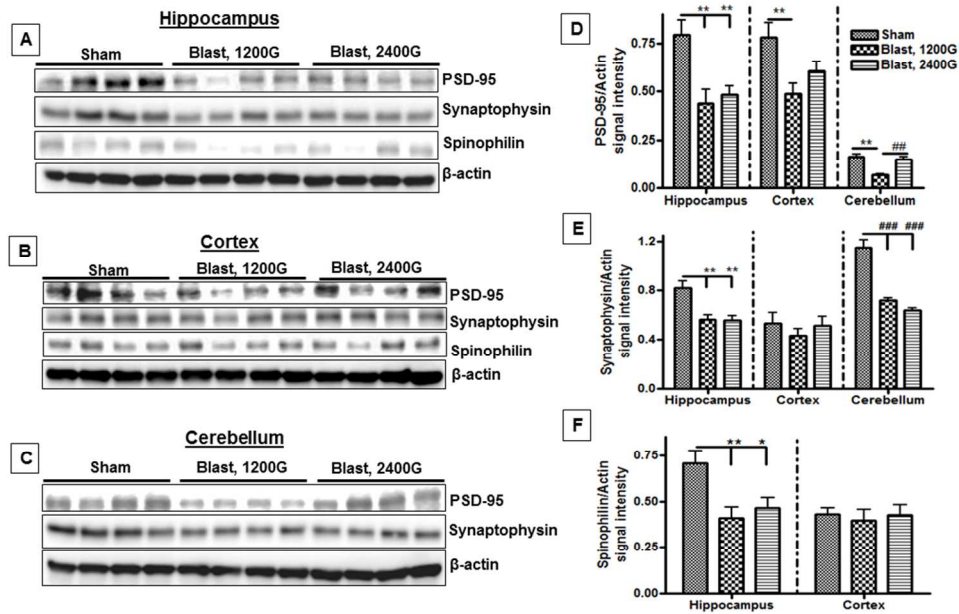 A
Hippocampus
Sham Blast, 1200G Blast, 2400G
PSD-95
Synaptophysin
Spinophilin
β-actin
B
Cortex
Sham Blast, 1200G Blast, 2400G
PSD-95
Synaptophysin
Spinophilin
β-actin
C
Cerebellum
Sham Blast, 1200G Blast, 2400G
PSD-95
Synaptophysin
β-actin
D
PSD-95/Actin
signal intensity
0.75
0.50
0.25
0.00
** **
**
** ##
Sham
Blast, 1200G
Blast, 2400G
Hippocampus Cortex Cerebellum
E
Synaptophysin/Actin
signal intensity
1.2
0.8
0.4
0.0
** **
### ###
Hippocampus Cortex Cerebellum
F
Spinophilin/Actin
signal intensity
0.75
0.50
0.25
0.00
** *
Hippocampus Cortex